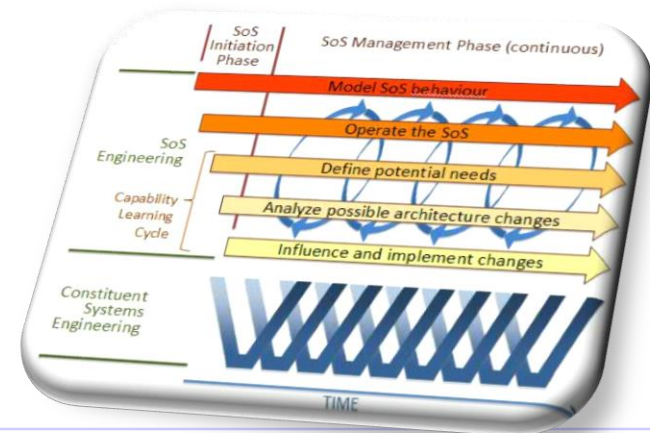 SoS
Initiation
Phase
SoS Management Phase (continuous)
Model SoS behaviour
Operate the SoS
SoS
Engineering
Define potential needs
Capability
Learning
Cycle
Analyze possible architecture changes
Influence and implement changes
Constituent
Systems
Engineering
TIME